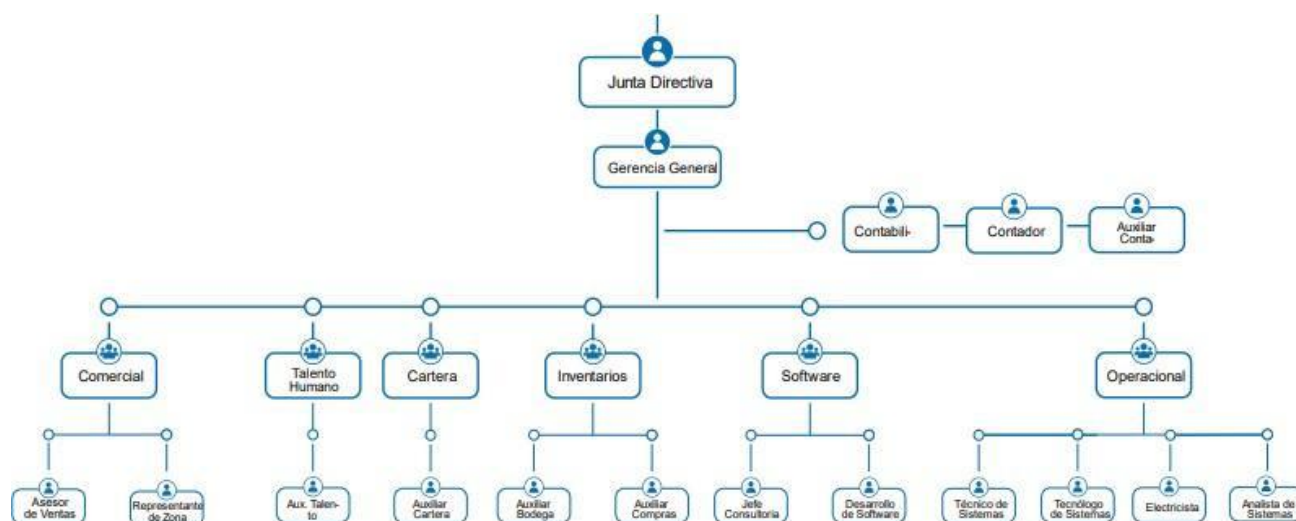 Junta Directiva
Gerencia General
Contabili-
Contador
Auxiliar
Conta-
Comercial
Talento
Humano
Cartera
Inventarios
Software
Operacional
Asesor
de Ventas
Representante
de Zona
Aux. Talen-
to
Auxiliar
Cartera
Auxiliar
Bodega
Auxiliar
Compras
Jefe
Consultoria
Desarrollo
de Software
Técnico de
Sistemas
Tecnólogo
de Sistemas
Electricista
Analista de
Sistemas